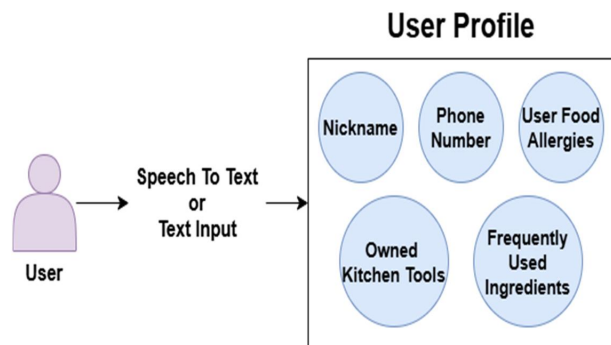 User Profile
Nickname
Phone
Number
User Food
Allergies
Speech To Text
or
Text Input
User
Owned
Kitchen Tools
Frequently
Used
Ingredients